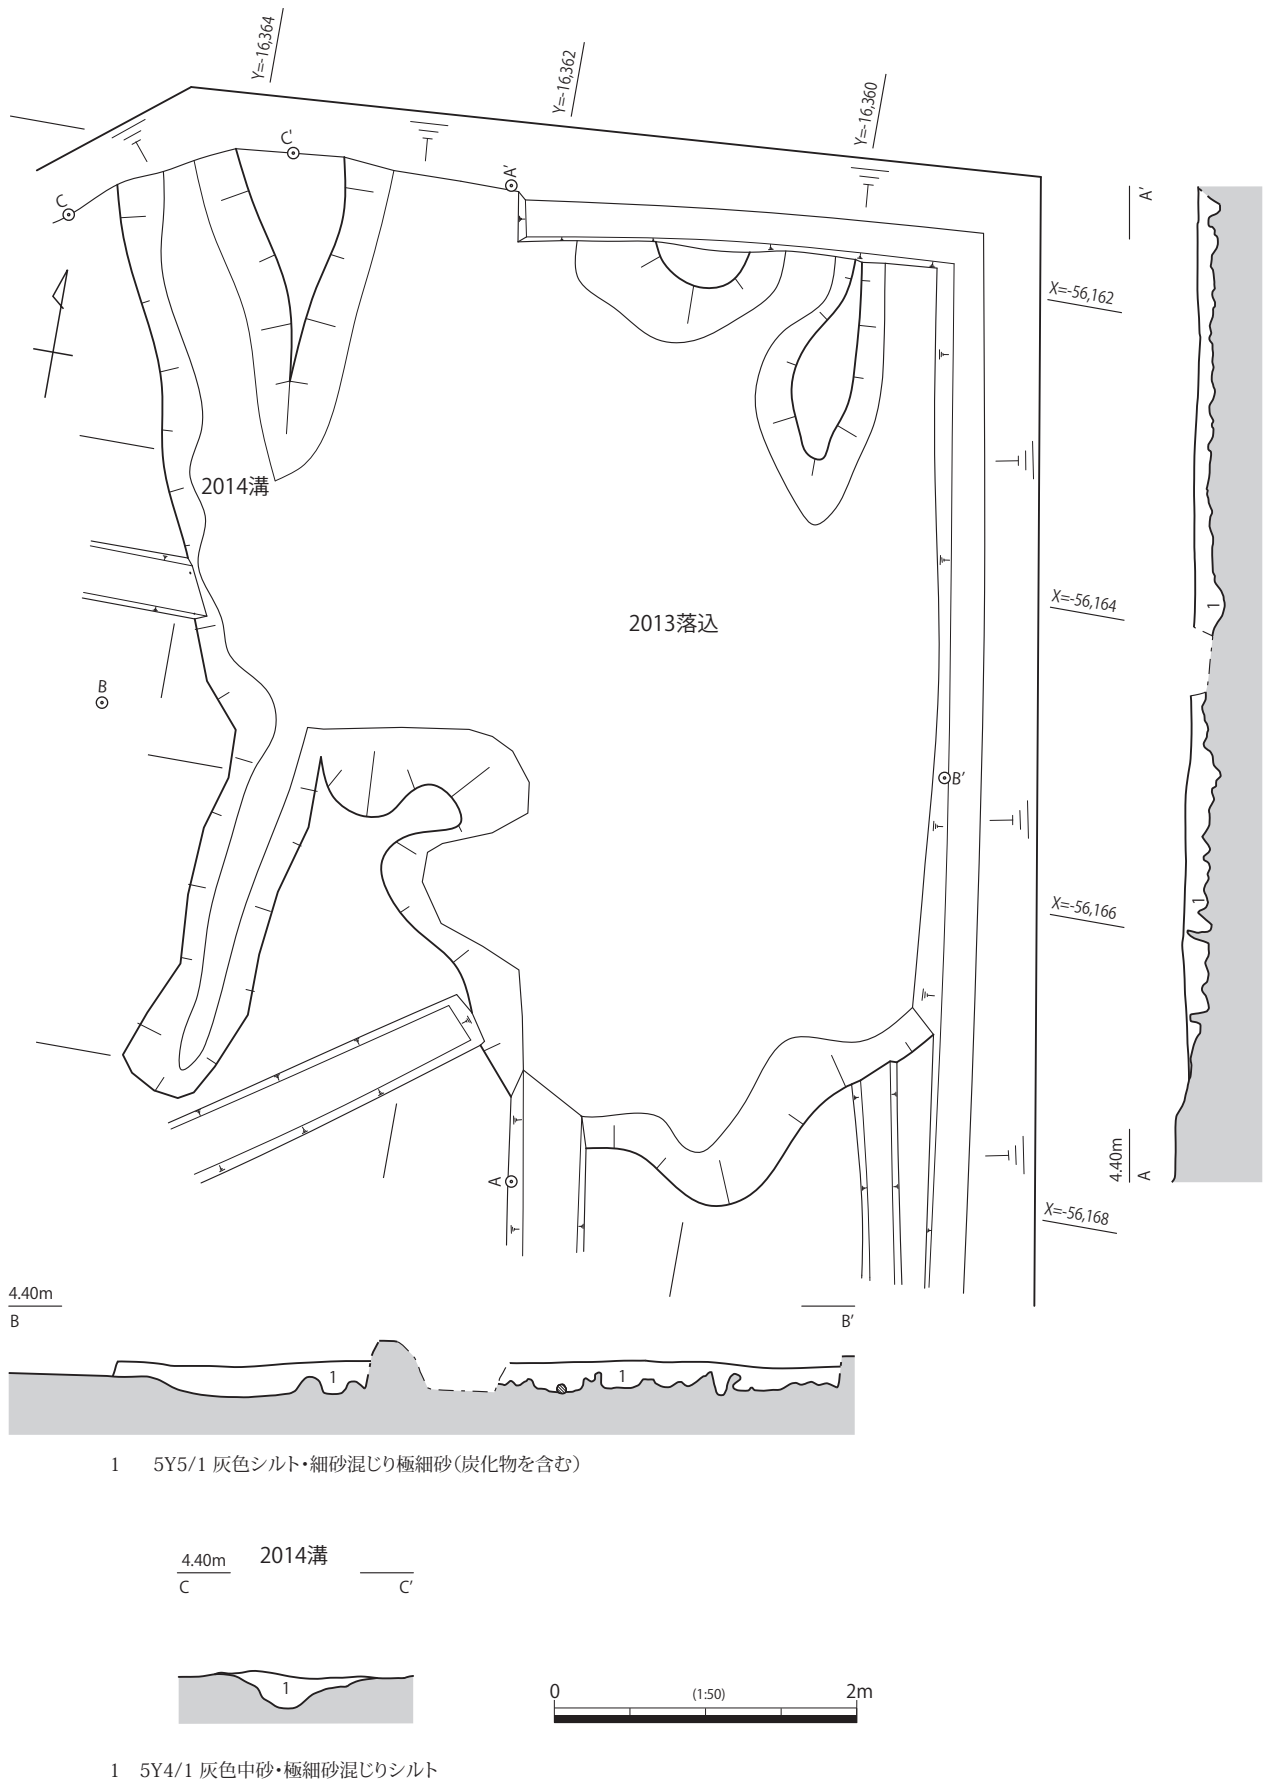 Y=-16,364
Y=-16,362
Y=-16,360
C
C'
A'
A'
X=-56,162
2014溝
2013落込
X=-56,164
1
B
B'
X=-56,166
1
A
4.40m
A
X=-56,168
4.40m
B
B'
1
1
1 5Y5/1 灰色シルト・細砂混じり極細砂(炭化物を含む)
4.40m
2014溝
C
C'
1
0 (1:50) 2m
1 5Y4/1 灰色中砂・極細砂混じりシルト